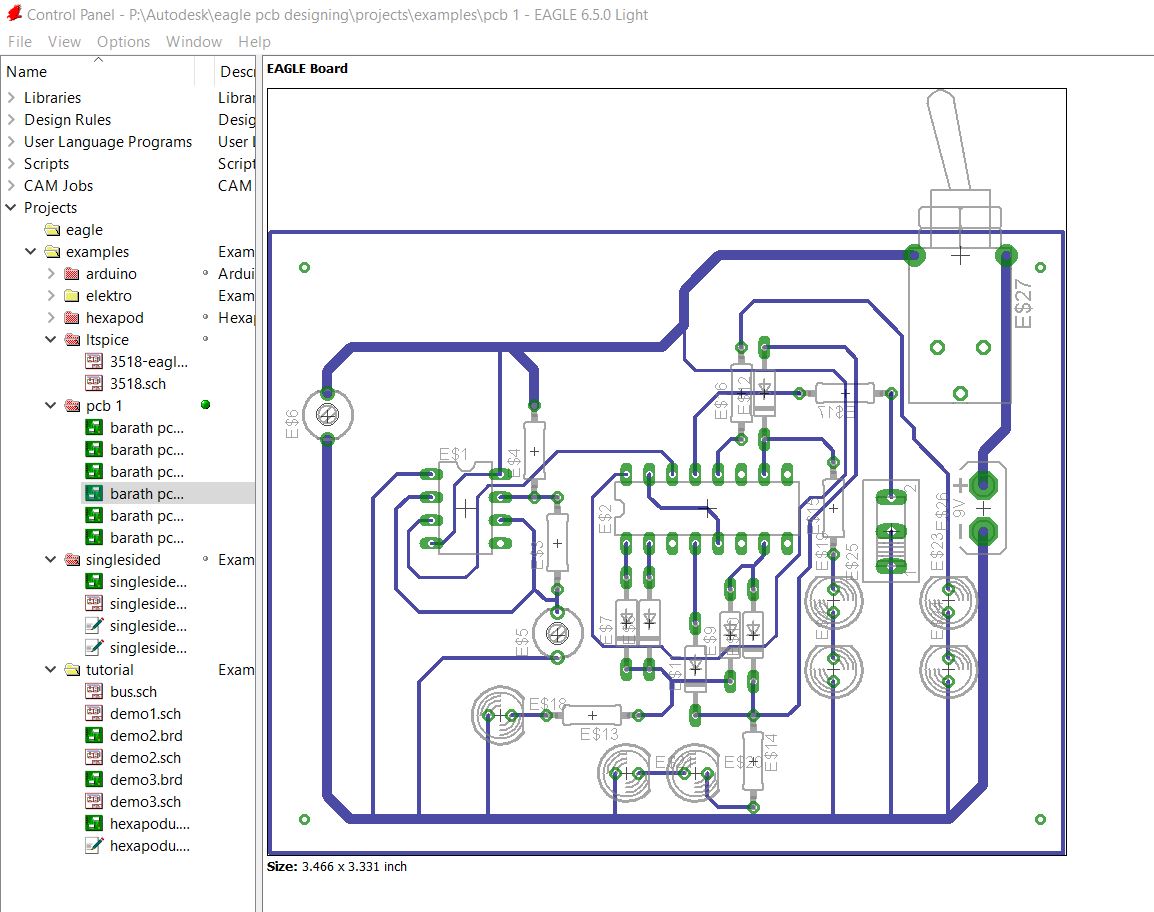 Control Panel - P:\Autodesk\eagle pcb designing\projects\examples\pcb 1 - EAGLE 6.5.0 Light
File View Options Window Help
Name Descr
Libraries Librar
Design Rules Desig
User Language Programs User l
Scripts Script
CAM Jobs CAM
Projects
eagle
examples Exam
arduino Ardui
elektro Exam
hexapod Hexap
ltspice
3518-eagl...
3518.sch
pcb 1
barath pc...
barath pc...
barath pc...
barath pc...
barath pc...
barath pc...
singlesided Exam
singleside...
singleside...
singleside...
singleside...
tutorial Exam
bus.sch
demo1.sch
demo2.brd
demo2.sch
demo3.brd
demo3.sch
hexapodu....
hexapodu....
EAGLE Board
E$27
E$6
E$16
E$12
E$1
E$4
E$2
E$3
E$5
E$7
E$9
E$25
2
1
E$23
E$26
+
9V
-
E$18
E$13
E$14
Size: 3.466 x 3.331 inch